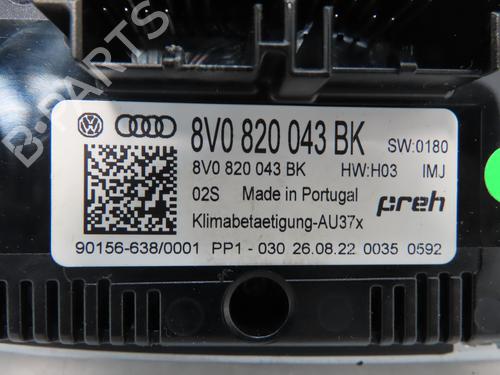 B-PARTS
8V0 820 043 BK SW:0180
8V0 820 043 BK HW:H03 IMJ
02S Made in Portugal preh
Klimabetaetigung-AU37x
90156-638/0001 PP1 - 030 26.08.22 0035 0592